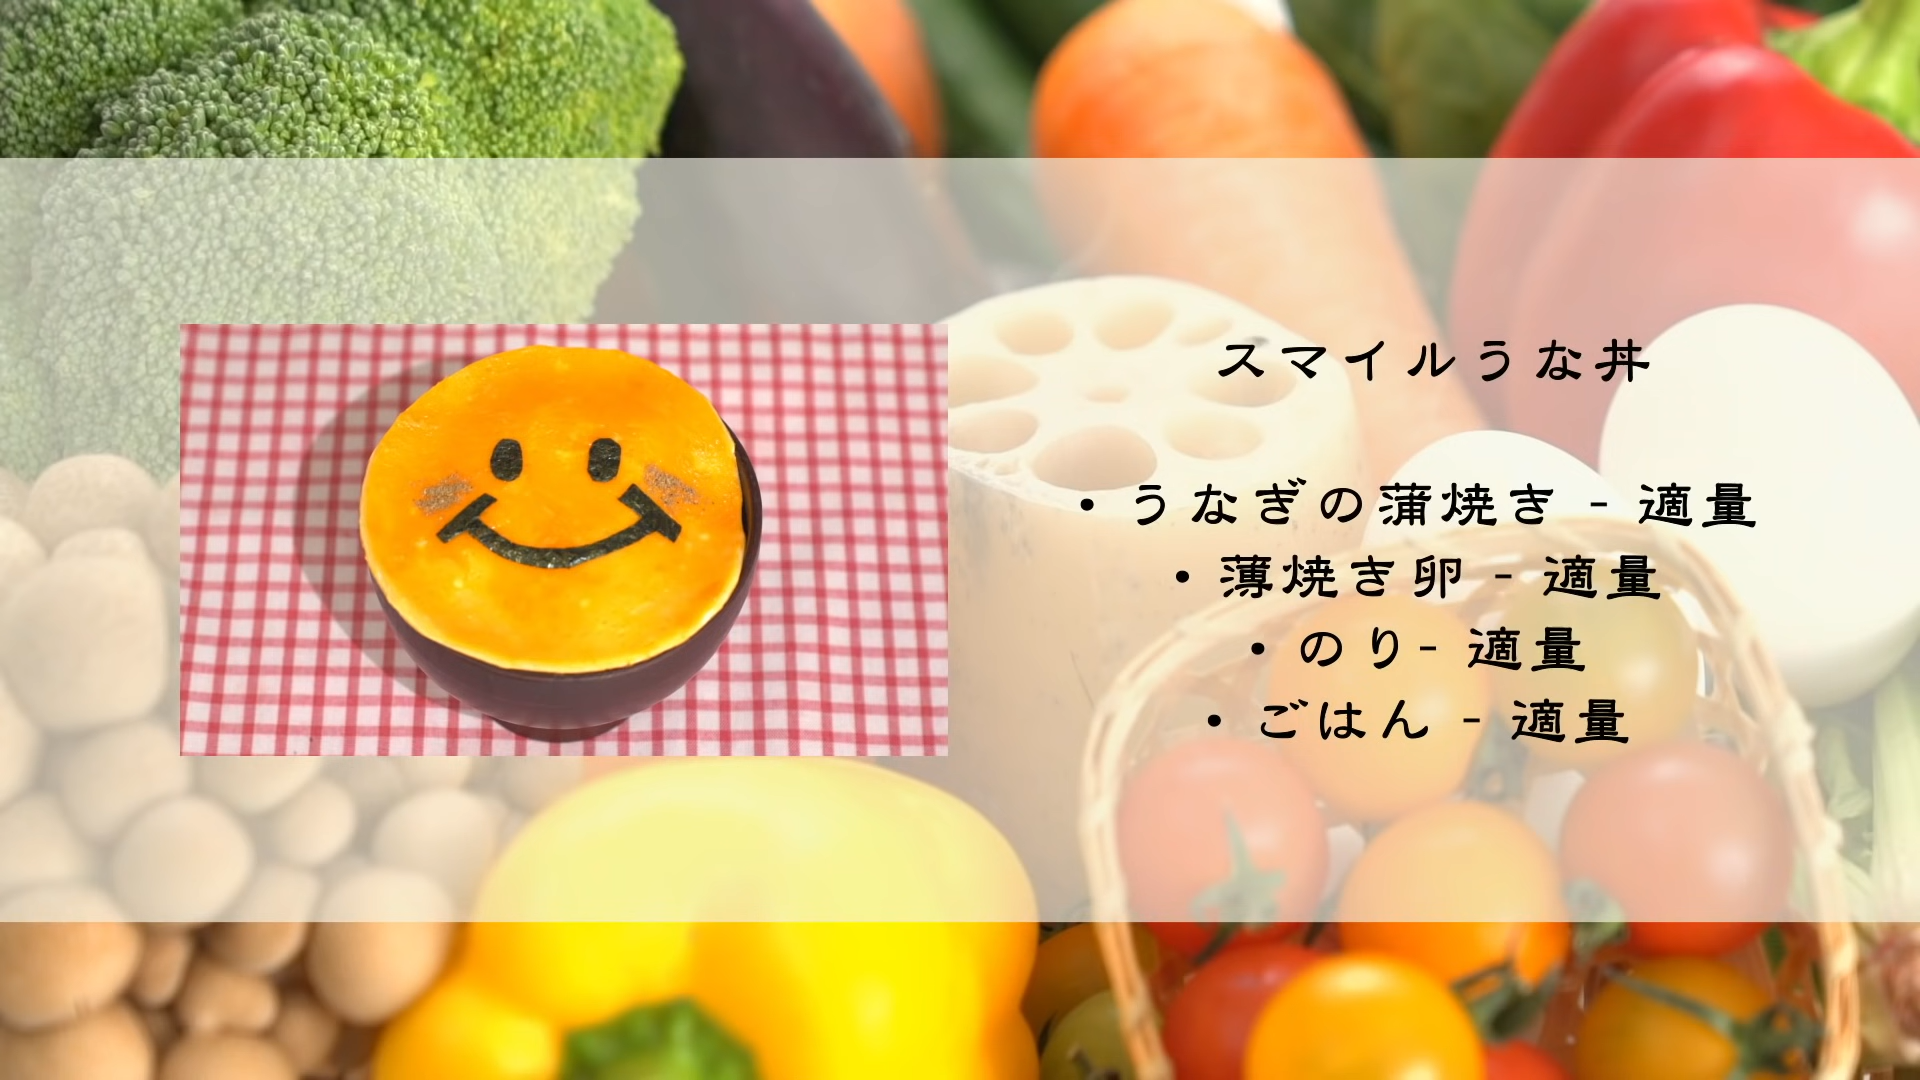 スマイルうな丼
• うなぎの蒲焼き - 適量
• 薄焼き卵 - 適量
• のり- 適量
• ごはん - 適量